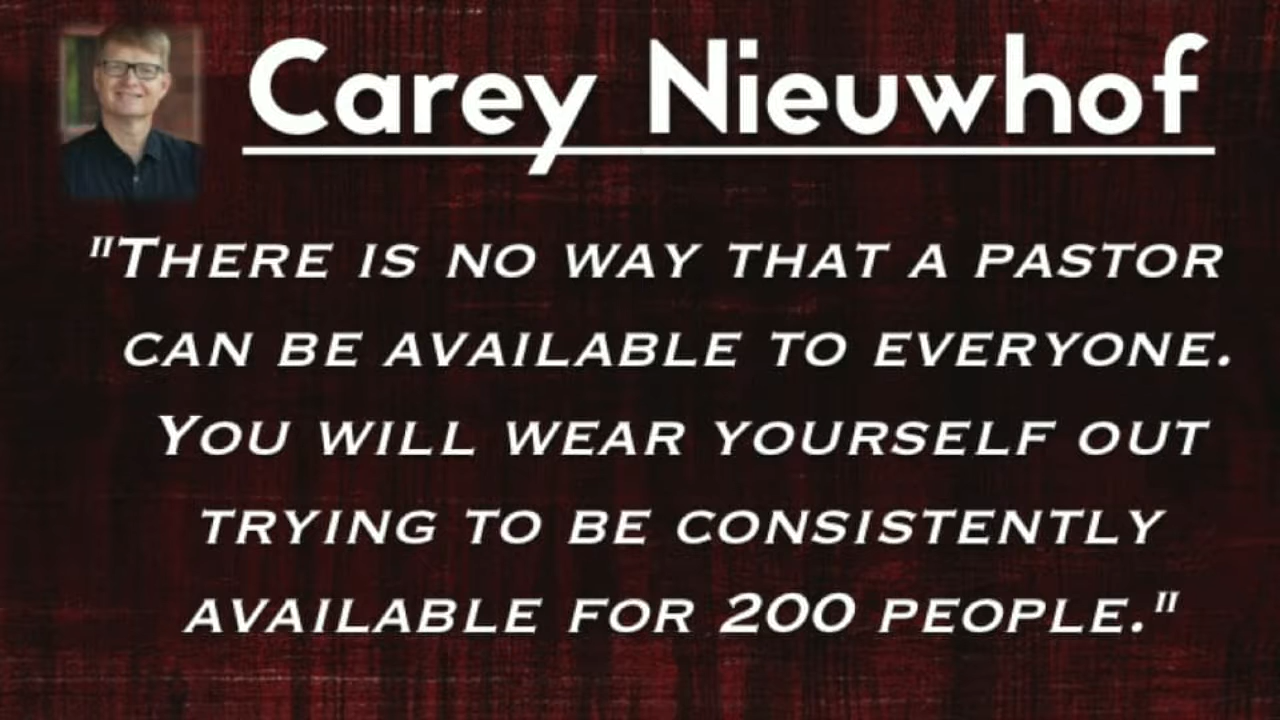 Carey Nieuwhof
"There is no way that a pastor
can be available to everyone.
You will wear yourself out
trying to be consistently
available for 200 people."